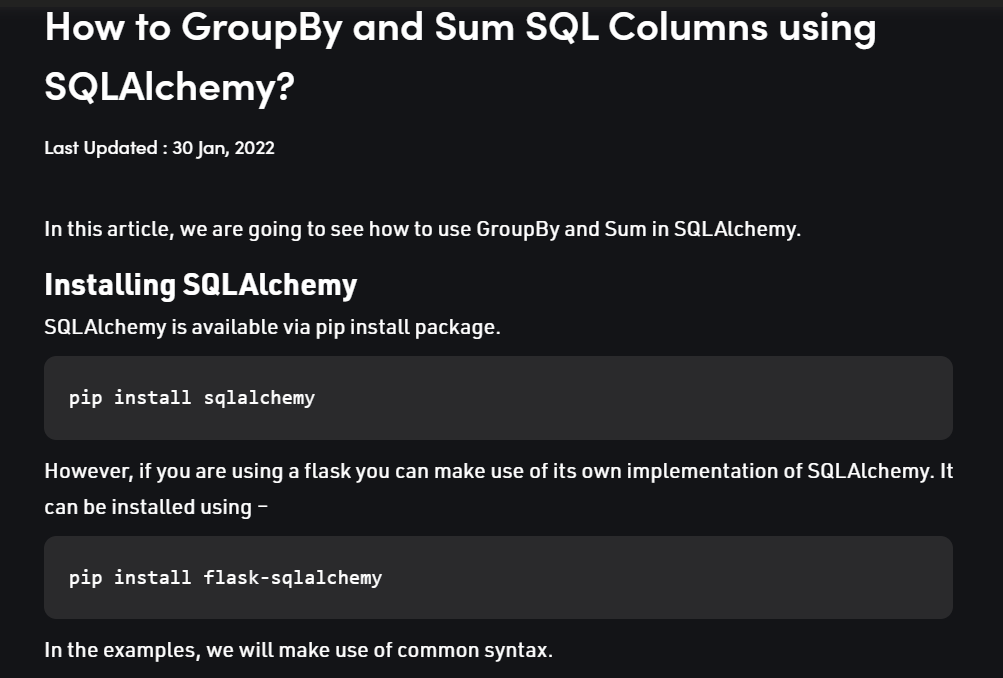 How to GroupBy and Sum SQL Columns using
SQLAlchemy?
Last Updated : 30 Jan, 2022
In this article, we are going to see how to use GroupBy and Sum in SQLAlchemy.
Installing SQLAlchemy
SQLAlchemy is available via pip install package.
pip install sqlalchemy
However, if you are using a flask you can make use of its own implementation of SQLAlchemy. It
can be installed using –
pip install flask-sqlalchemy
In the examples, we will make use of common syntax.